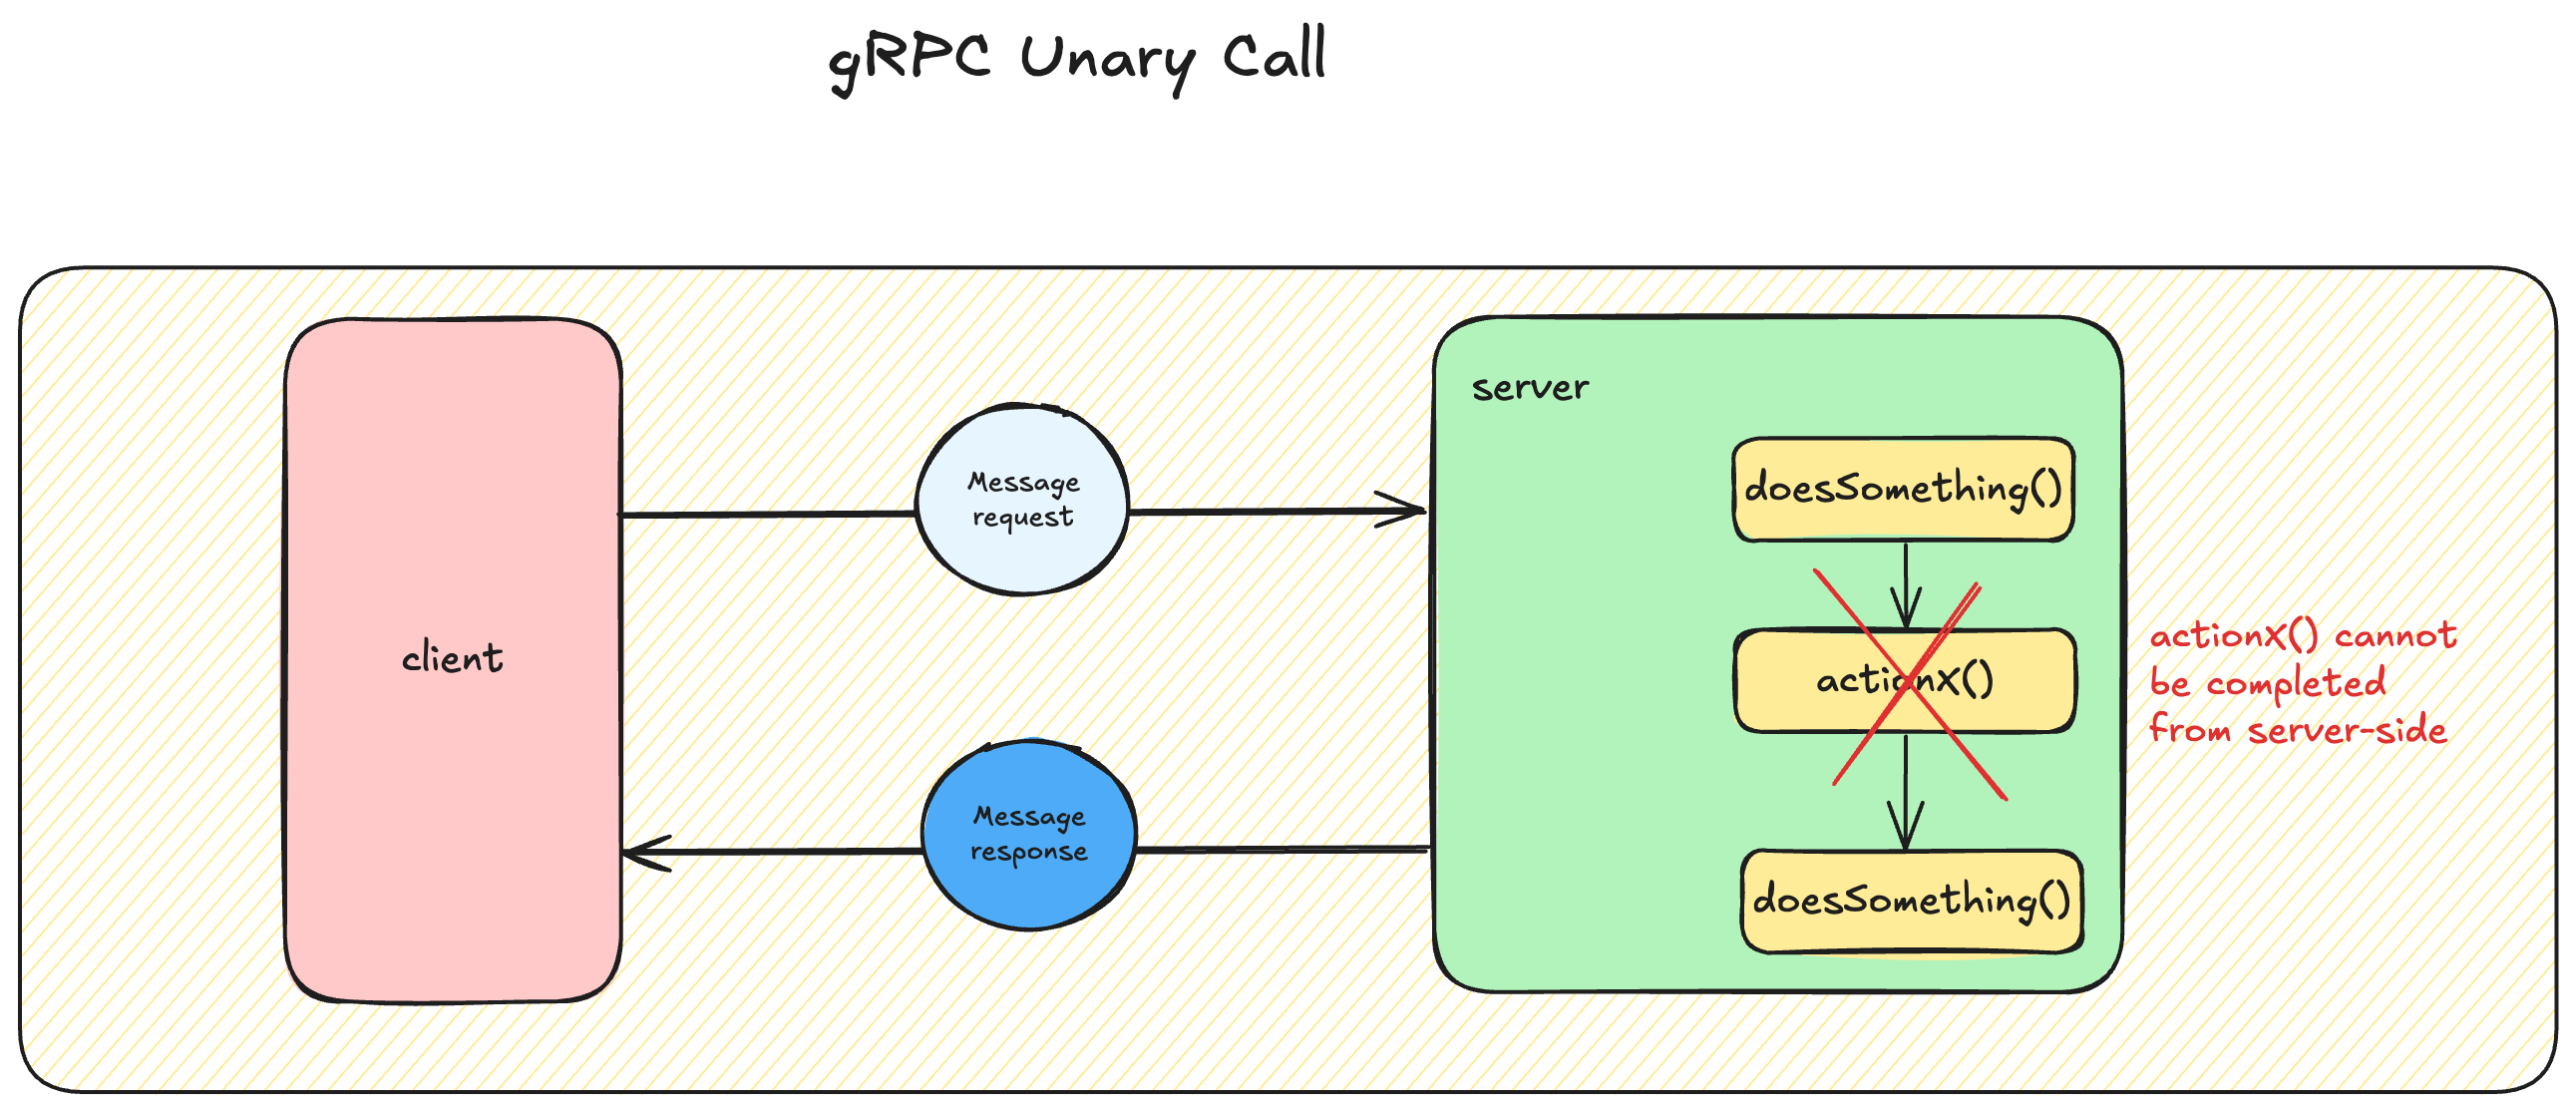 gRPC Unary Call
server
doesSomething()
Message
request
actionX() cannot
be completed
from server-side
client
actionX()
Message
response
doesSomething()